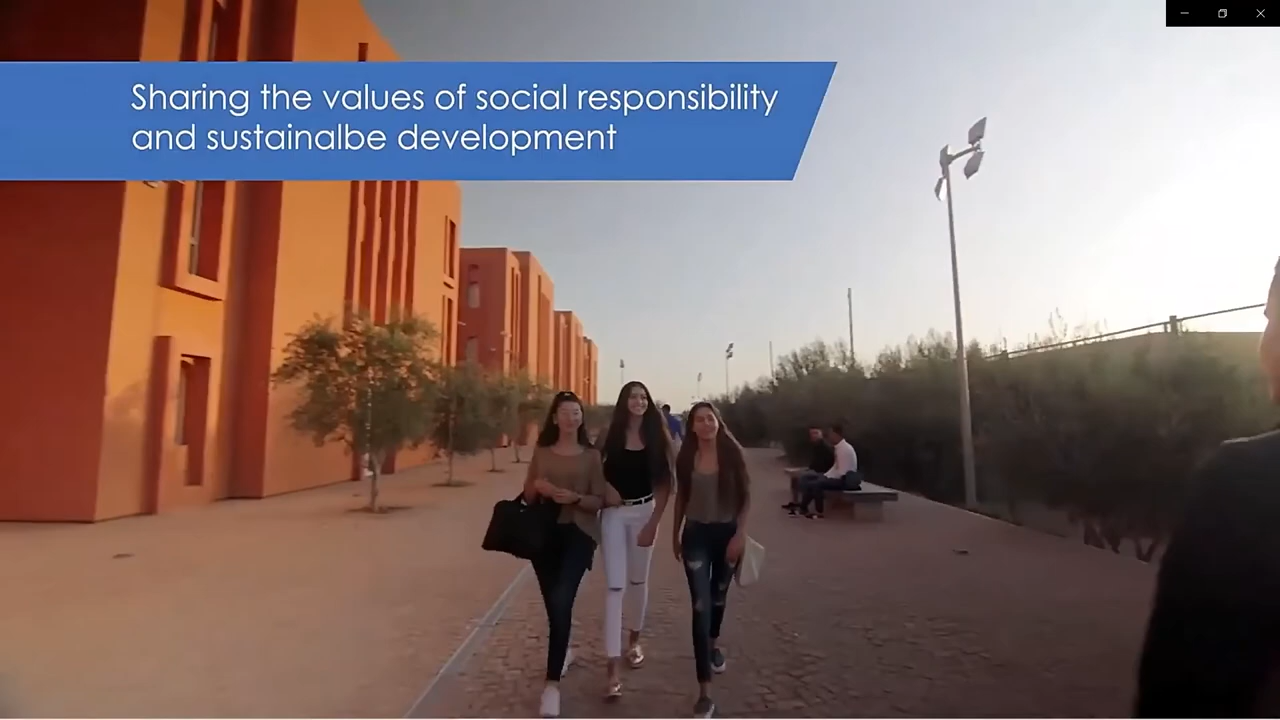 Sharing the values of social responsibility
and sustainalbe development